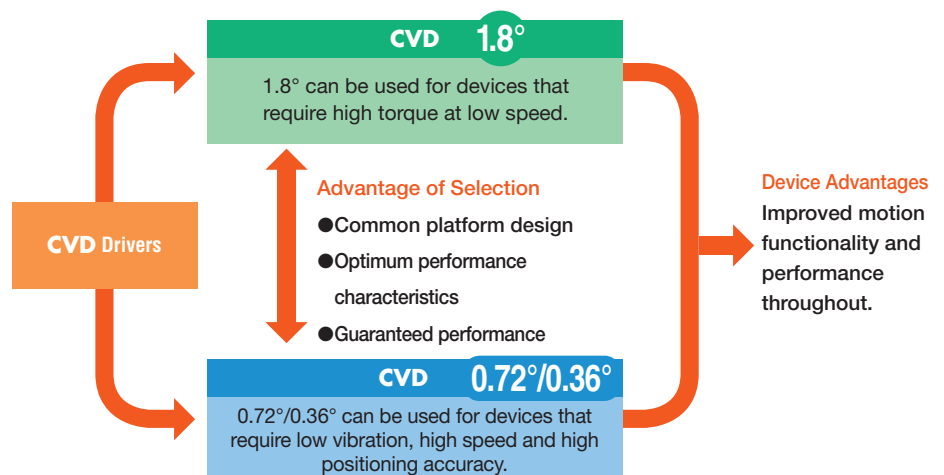 CVD 1.8°
1.8° can be used for devices that
require high torque at low speed.
CVD Drivers
Advantage of Selection
●Common platform design
●Optimum performance
characteristics
●Guaranteed performance
Device Advantages
Improved motion
functionality and
performance
throughout.
CVD 0.72°/0.36°
0.72°/0.36° can be used for devices that
require low vibration, high speed and high
positioning accuracy.